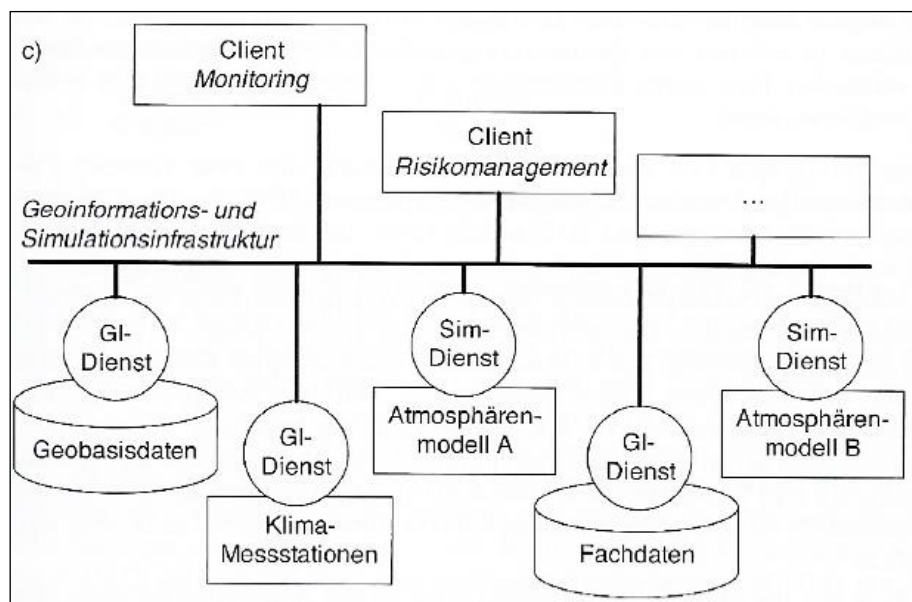 c)
Client
Monitoring
Client
Risikomanagement
...
Geoinformations- und
Simulationsinfrastruktur
GI-
Dienst
Geobasisdaten
GI-
Dienst
Klima-
Messstationen
Sim-
Dienst
Atmosphären-
modell A
GI-
Dienst
Fachdaten
Sim-
Dienst
Atmosphären-
modell B